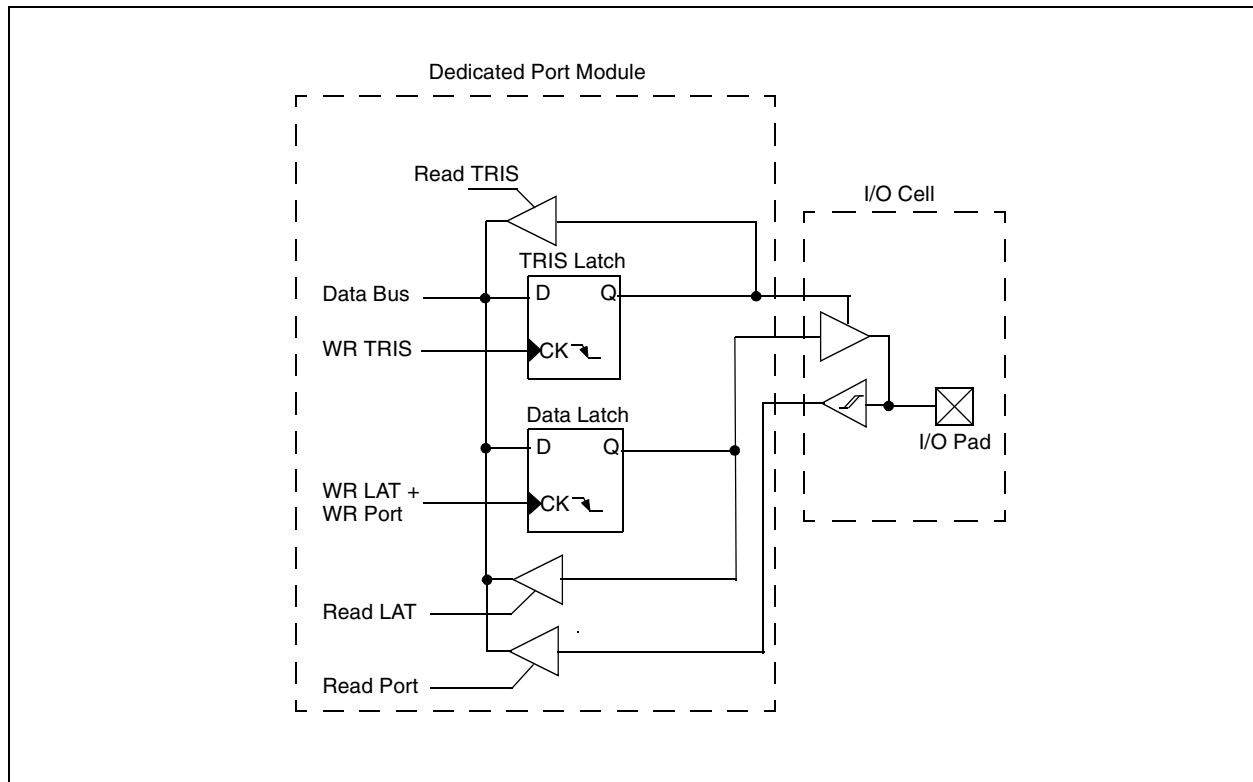 Dedicated Port Module
Read TRIS
I/O Cell
TRIS Latch
Data Bus
D
Q
WR TRIS
CK
Data Latch
I/O Pad
D
Q
WR LAT +
WR Port
CK
Read LAT
Read Port